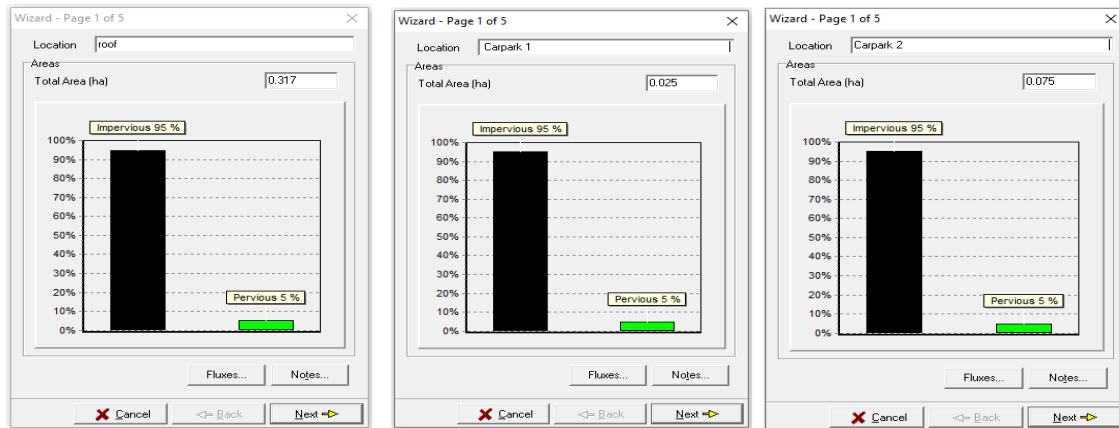 Wizard - Page 1 of 5
Location roof
Areas
Total Area (ha) 0.317
Impervious 95 %
100%
90%
80%
70%
60%
50%
40%
30%
20%
Pervious 5 %
10%
0%
Fluxes... Notes...
Cancel <= Back Next
Wizard - Page 1 of 5
Location Carpark 1
Areas
Total Area (ha) 0.025
Impervious 95 %
100%
90%
80%
70%
60%
50%
40%
30%
20%
Pervious 5 %
10%
0%
Fluxes... Notes...
Cancel <= Back Next
Wizard - Page 1 of 5
Location Carpark 2
Areas
Total Area (ha) 0.075
Impervious 95 %
100%
90%
80%
70%
60%
50%
40%
30%
20%
Pervious 5 %
10%
0%
Fluxes... Notes...
Cancel <= Back Next